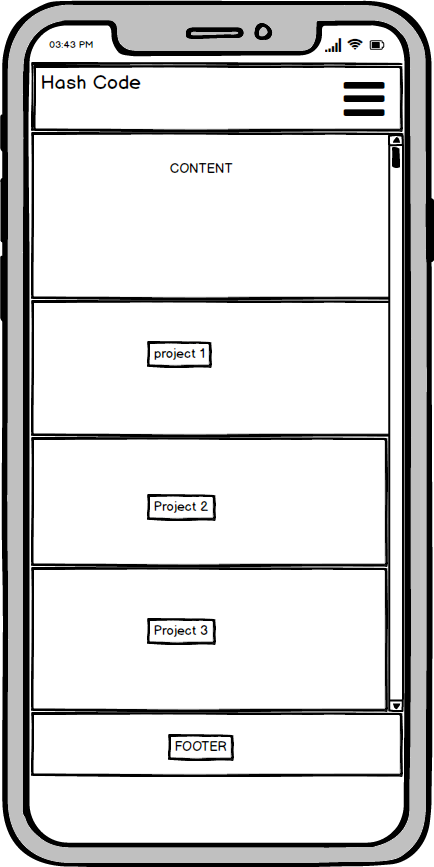 03:43 PM
Hash Code
CONTENT
project 1
Project 2
Project 3
FOOTER